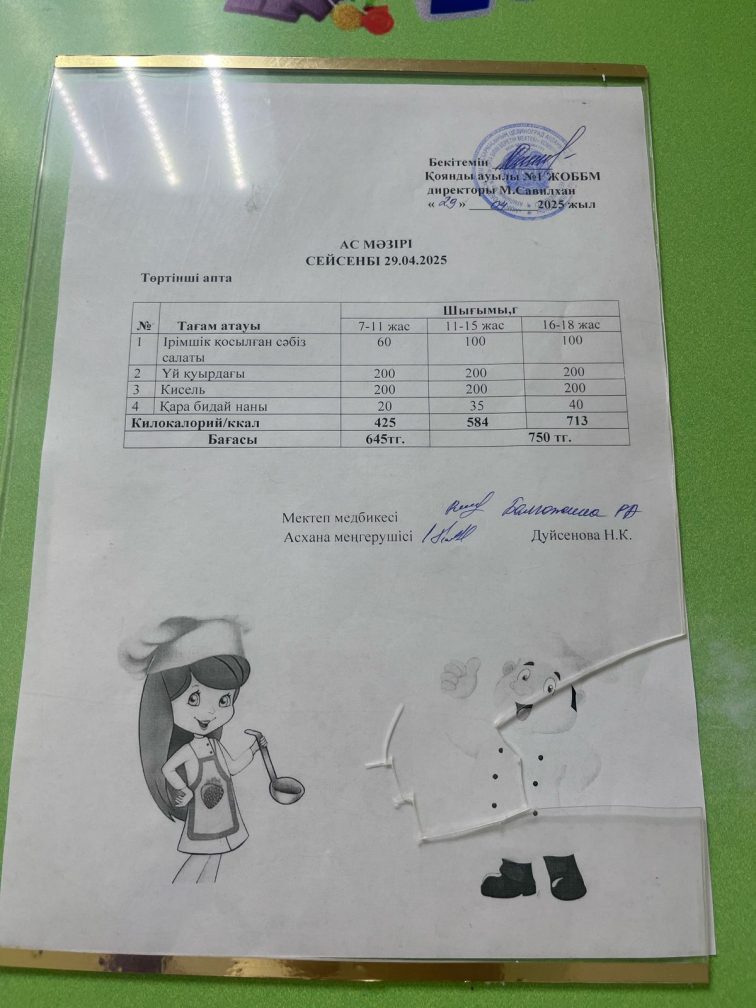 Бекітемін
Қоянды ауылы №1 ЖОББМ
директоры М.Савилхан
« 29 » 04 2025 жыл
АС МӘЗІРІ
СЕЙСЕНБІ 29.04.2025
Төртінші апта
№ Тағам атауы Шығымы,г
7-11 жас 11-15 жас 16-18 жас
1 Ірімшік қосылған сәбіз салаты 60 100 100
2 Үй қуырдағы 200 200 200
3 Кисель 200 200 200
4 Қара бидай наны 20 35 40
Килокалорий/ккал 425 584 713
Бағасы 645тг. 750 тг.
Мектеп медбикесі
Асхана меңгерушісі Дуйсенова Н.К.